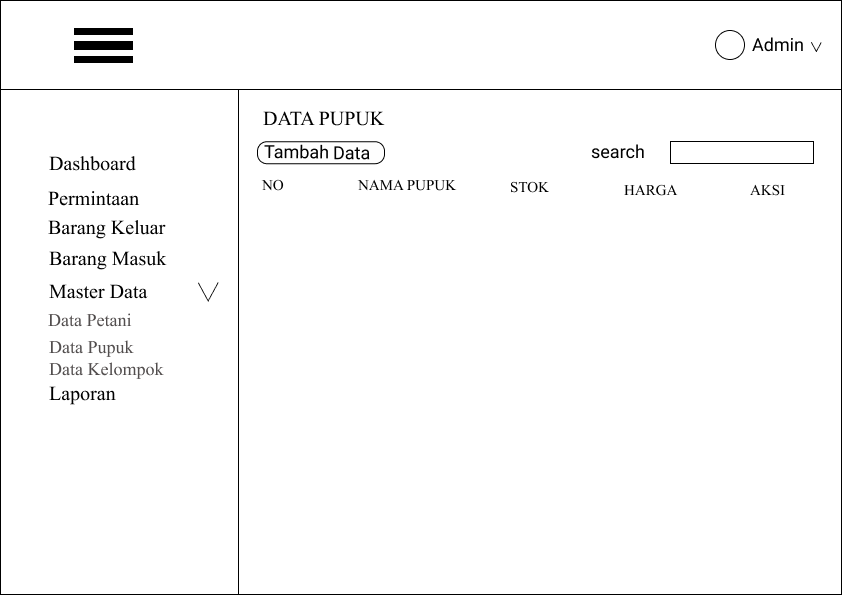 Admin
DATA PUPUK
Tambah Data
search
NO NAMA PUPUK STOK HARGA AKSI
Dashboard
Permintaan
Barang Keluar
Barang Masuk
Master Data
Data Petani
Data Pupuk
Data Kelompok
Laporan